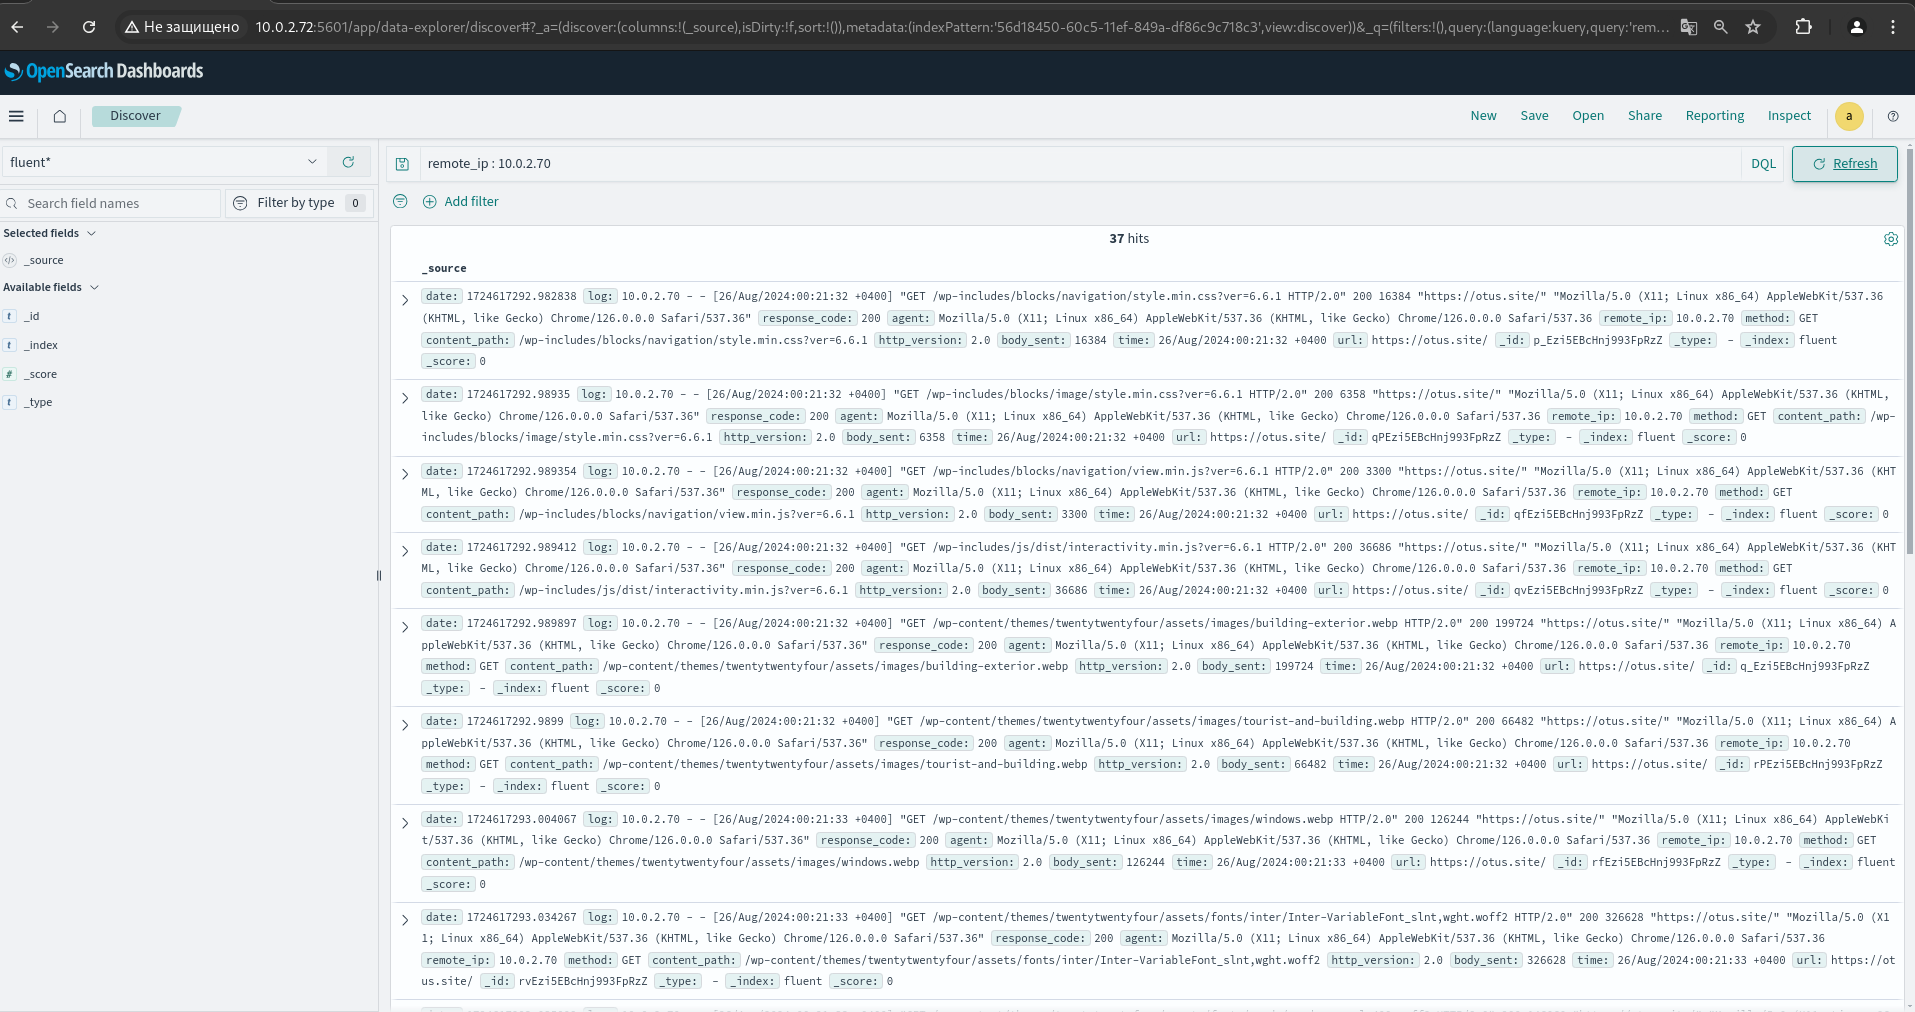 Не защищено 10.0.2.72:5601/app/data-explorer/discover#?_a=(discover:(columns:!(_source),isDirty:!f,sort:!()),metadata:(indexPattern:'56d18450-60c5-11ef-849a-df86c9c718c3',view:discover))&_q=(filters:!(),query:(language:kuery,query:'rem...
OpenSearch Dashboards
Discover New Save Open Share Reporting Inspect a
fluent*
remote_ip : 10.0.2.70 DQL Refresh
Search field names Filter by type 0
Add filter
Selected fields
_source
Available fields
_id
_index
_score
_type
37 hits
_source
date: 1724617292.982838 log: 10.0.2.70 - - [26/Aug/2024:00:21:32 +0400] "GET /wp-includes/blocks/navigation/style.min.css?ver=6.6.1 HTTP/2.0" 200 16384 "https://otus.site/" "Mozilla/5.0 (X11; Linux x86_64) AppleWebKit/537.36
(KHTML, like Gecko) Chrome/126.0.0.0 Safari/537.36" response_code: 200 agent: Mozilla/5.0 (X11; Linux x86_64) AppleWebKit/537.36 (KHTML, like Gecko) Chrome/126.0.0.0 Safari/537.36 remote_ip: 10.0.2.70 method: GET
content_path: /wp-includes/blocks/navigation/style.min.css?ver=6.6.1 http_version: 2.0 body_sent: 16384 time: 26/Aug/2024:00:21:32 +0400 url: https://otus.site/ _id: p_Ezi5EBcHnj993FpRzZ _type: - _index: fluent
_score: 0
date: 1724617292.98935 log: 10.0.2.70 - - [26/Aug/2024:00:21:32 +0400] "GET /wp-includes/blocks/image/style.min.css?ver=6.6.1 HTTP/2.0" 200 6358 "https://otus.site/" "Mozilla/5.0 (X11; Linux x86_64) AppleWebKit/537.36 (KHTML,
like Gecko) Chrome/126.0.0.0 Safari/537.36" response_code: 200 agent: Mozilla/5.0 (X11; Linux x86_64) AppleWebKit/537.36 (KHTML, like Gecko) Chrome/126.0.0.0 Safari/537.36 remote_ip: 10.0.2.70 method: GET content_path: /wp-
includes/blocks/image/style.min.css?ver=6.6.1 http_version: 2.0 body_sent: 6358 time: 26/Aug/2024:00:21:32 +0400 url: https://otus.site/ _id: qPEzi5EBcHnj993FpRzZ _type: - _index: fluent _score: 0
date: 1724617292.989354 log: 10.0.2.70 - - [26/Aug/2024:00:21:32 +0400] "GET /wp-includes/blocks/navigation/view.min.js?ver=6.6.1 HTTP/2.0" 200 3300 "https://otus.site/" "Mozilla/5.0 (X11; Linux x86_64) AppleWebKit/537.36 (KHT
ML, like Gecko) Chrome/126.0.0.0 Safari/537.36" response_code: 200 agent: Mozilla/5.0 (X11; Linux x86_64) AppleWebKit/537.36 (KHTML, like Gecko) Chrome/126.0.0.0 Safari/537.36 remote_ip: 10.0.2.70 method: GET
content_path: /wp-includes/blocks/navigation/view.min.js?ver=6.6.1 http_version: 2.0 body_sent: 3300 time: 26/Aug/2024:00:21:32 +0400 url: https://otus.site/ _id: qfEzi5EBcHnj993FpRzZ _type: - _index: fluent _score: 0
date: 1724617292.989412 log: 10.0.2.70 - - [26/Aug/2024:00:21:32 +0400] "GET /wp-includes/js/dist/interactivity.min.js?ver=6.6.1 HTTP/2.0" 200 36686 "https://otus.site/" "Mozilla/5.0 (X11; Linux x86_64) AppleWebKit/537.36 (KHT
ML, like Gecko) Chrome/126.0.0.0 Safari/537.36" response_code: 200 agent: Mozilla/5.0 (X11; Linux x86_64) AppleWebKit/537.36 (KHTML, like Gecko) Chrome/126.0.0.0 Safari/537.36 remote_ip: 10.0.2.70 method: GET
content_path: /wp-includes/js/dist/interactivity.min.js?ver=6.6.1 http_version: 2.0 body_sent: 36686 time: 26/Aug/2024:00:21:32 +0400 url: https://otus.site/ _id: qvEzi5EBcHnj993FpRzZ _type: - _index: fluent _score: 0
date: 1724617292.989897 log: 10.0.2.70 - - [26/Aug/2024:00:21:32 +0400] "GET /wp-content/themes/twentytwentyfour/assets/images/building-exterior.webp HTTP/2.0" 200 199724 "https://otus.site/" "Mozilla/5.0 (X11; Linux x86_64) A
ppleWebKit/537.36 (KHTML, like Gecko) Chrome/126.0.0.0 Safari/537.36" response_code: 200 agent: Mozilla/5.0 (X11; Linux x86_64) AppleWebKit/537.36 (KHTML, like Gecko) Chrome/126.0.0.0 Safari/537.36 remote_ip: 10.0.2.70
method: GET content_path: /wp-content/themes/twentytwentyfour/assets/images/building-exterior.webp http_version: 2.0 body_sent: 199724 time: 26/Aug/2024:00:21:32 +0400 url: https://otus.site/ _id: q_Ezi5EBcHnj993FpRzZ
_type: - _index: fluent _score: 0
date: 1724617292.9899 log: 10.0.2.70 - - [26/Aug/2024:00:21:32 +0400] "GET /wp-content/themes/twentytwentyfour/assets/images/tourist-and-building.webp HTTP/2.0" 200 66482 "https://otus.site/" "Mozilla/5.0 (X11; Linux x86_64) A
ppleWebKit/537.36 (KHTML, like Gecko) Chrome/126.0.0.0 Safari/537.36" response_code: 200 agent: Mozilla/5.0 (X11; Linux x86_64) AppleWebKit/537.36 (KHTML, like Gecko) Chrome/126.0.0.0 Safari/537.36 remote_ip: 10.0.2.70
method: GET content_path: /wp-content/themes/twentytwentyfour/assets/images/tourist-and-building.webp http_version: 2.0 body_sent: 66482 time: 26/Aug/2024:00:21:32 +0400 url: https://otus.site/ _id: rPEzi5EBcHnj993FpRzZ
_type: - _index: fluent _score: 0
date: 1724617293.004067 log: 10.0.2.70 - - [26/Aug/2024:00:21:33 +0400] "GET /wp-content/themes/twentytwentyfour/assets/images/windows.webp HTTP/2.0" 200 126244 "https://otus.site/" "Mozilla/5.0 (X11; Linux x86_64) AppleWebKi
t/537.36 (KHTML, like Gecko) Chrome/126.0.0.0 Safari/537.36" response_code: 200 agent: Mozilla/5.0 (X11; Linux x86_64) AppleWebKit/537.36 (KHTML, like Gecko) Chrome/126.0.0.0 Safari/537.36 remote_ip: 10.0.2.70 method: GET
content_path: /wp-content/themes/twentytwentyfour/assets/images/windows.webp http_version: 2.0 body_sent: 126244 time: 26/Aug/2024:00:21:33 +0400 url: https://otus.site/ _id: rfEzi5EBcHnj993FpRzZ _type: - _index: fluent
_score: 0
date: 1724617293.034267 log: 10.0.2.70 - - [26/Aug/2024:00:21:33 +0400] "GET /wp-content/themes/twentytwentyfour/assets/fonts/inter/Inter-VariableFont_slnt,wght.woff2 HTTP/2.0" 200 326628 "https://otus.site/" "Mozilla/5.0 (X1
1; Linux x86_64) AppleWebKit/537.36 (KHTML, like Gecko) Chrome/126.0.0.0 Safari/537.36" response_code: 200 agent: Mozilla/5.0 (X11; Linux x86_64) AppleWebKit/537.36 (KHTML, like Gecko) Chrome/126.0.0.0 Safari/537.36
remote_ip: 10.0.2.70 method: GET content_path: /wp-content/themes/twentytwentyfour/assets/fonts/inter/Inter-VariableFont_slnt,wght.woff2 http_version: 2.0 body_sent: 326628 time: 26/Aug/2024:00:21:33 +0400 url: https://ot
us.site/ _id: rvEzi5EBcHnj993FpRzZ _type: - _index: fluent _score: 0